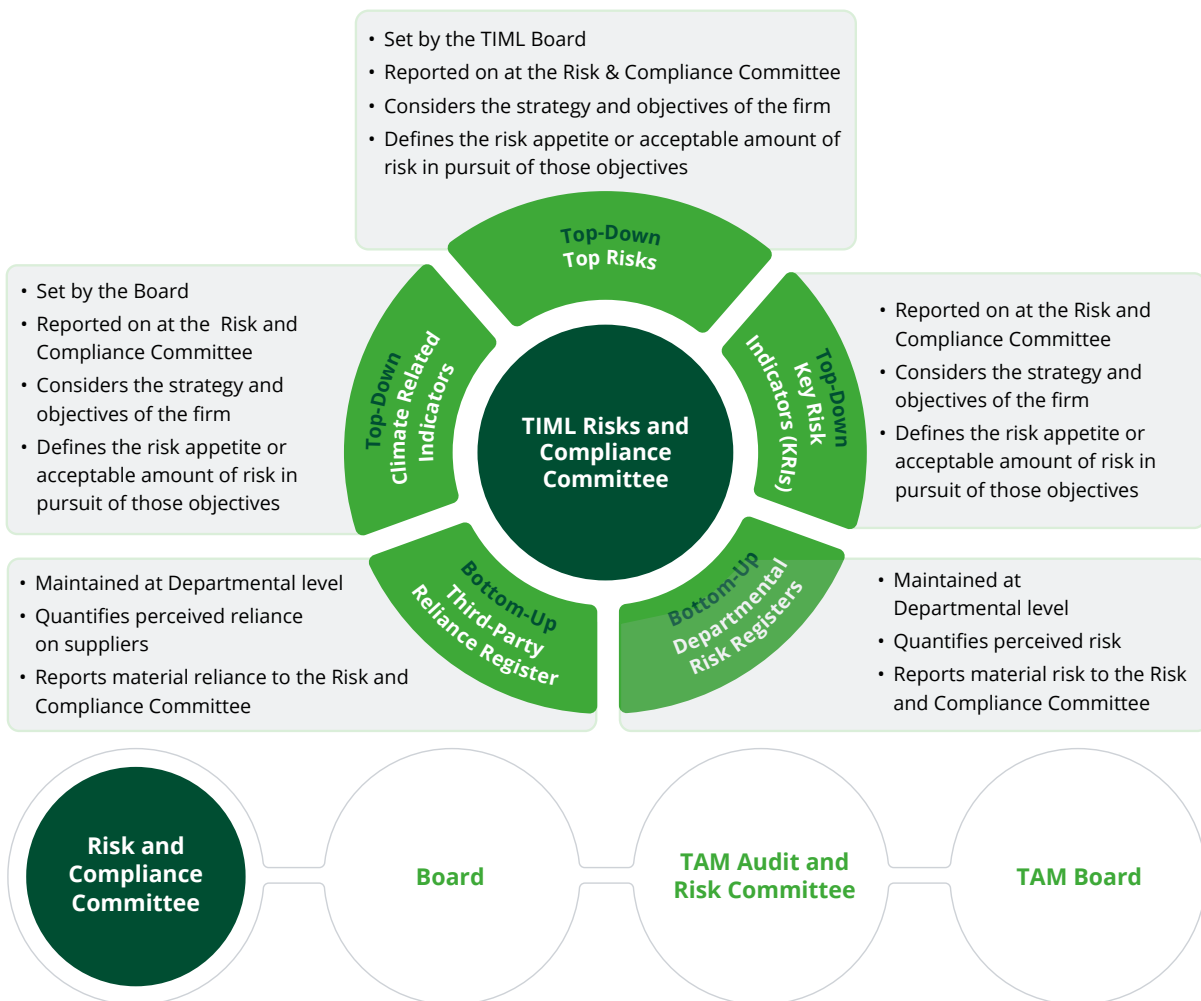 • Set by the TIML Board
• Reported on at the Risk & Compliance Committee
• Considers the strategy and objectives of the firm
• Defines the risk appetite or acceptable amount of
risk in pursuit of those objectives
Top-Down
Top Risks
• Set by the Board
• Reported on at the Risk and
Compliance Committee
• Considers the strategy and
objectives of the firm
• Defines the risk appetite or
acceptable amount of risk in
pursuit of those objectives
Top-Down
Climate Related
Indicators
TIML Risks and
Compliance
Committee
Top-Down
Key Risk
Indicators (KRIs)
• Reported on at the Risk and
Compliance Committee
• Considers the strategy and
objectives of the firm
• Defines the risk appetite or
acceptable amount of risk in
pursuit of those objectives
• Maintained at Departmental level
• Quantifies perceived reliance
on suppliers
• Reports material reliance to the Risk and
Compliance Committee
Bottom-Up
Third-Party
Reliance Register
Bottom-Up
Departmental
Risk Registers
• Maintained at
Departmental level
• Quantifies perceived risk
• Reports material risk to the Risk
and Compliance Committee
Risk and
Compliance
Committee
Board
TAM Audit and
Risk Committee
TAM Board